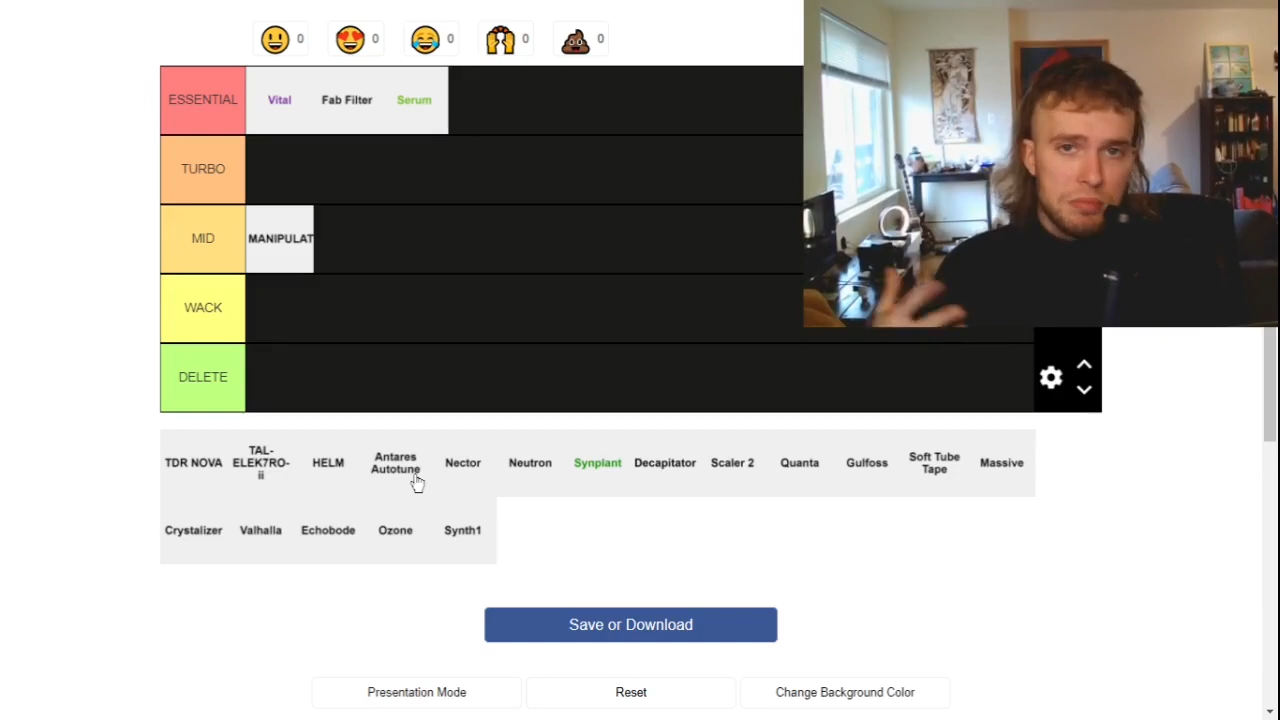 0 0 0 0 0
ESSENTIAL Vital Fab Filter Serum
TURBO
MID MANIPULAT
WACK
DELETE
TDR NOVA TAL-ELEK7RO-ii HELM Antares Autotune Nector Neutron Synplant Decapitator Scaler 2 Quanta Gulfoss Soft Tube Tape Massive
Crystalizer Valhalla Echobode Ozone Synth1
Save or Download
Presentation Mode Reset Change Background Color